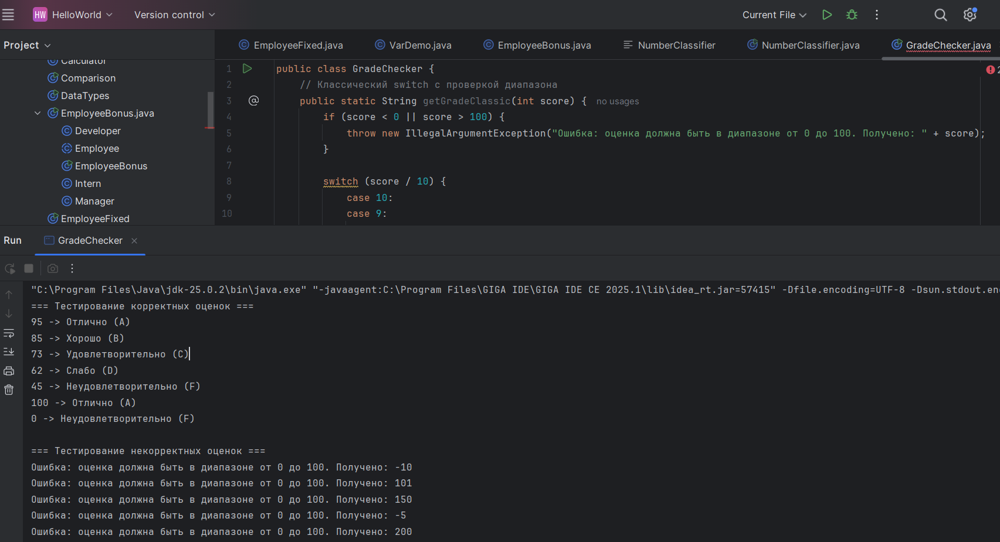 HW HelloWorld Version control Current File
Project
EmployeeFixed.java VarDemo.java EmployeeBonus.java NumberClassifier NumberClassifier.java GradeChecker.java
Calculator
Comparison
DataTypes
EmployeeBonus.java
Developer
Employee
EmployeeBonus
Intern
Manager
EmployeeFixed
1 public class GradeChecker {
2 // Классический switch с проверкой диапазона
3 @ public static String getGradeClassic(int score) { no usages
4 if (score < 0 || score > 100) {
5 throw new IllegalArgumentException("Ошибка: оценка должна быть в диапазоне от 0 до 100. Получено: " + score);
6 }
7
8 switch (score / 10) {
9 case 10:
10 case 9:
Run GradeChecker
"C:\Program Files\Java\jdk-25.0.2\bin\java.exe" "-javaagent:C:\Program Files\GIGA IDE\GIGA IDE CE 2025.1\lib\idea_rt.jar=57415" -Dfile.encoding=UTF-8 -Dsun.stdout.en
=== Тестирование корректных оценок ===
95 -> Отлично (A)
85 -> Хорошо (B)
73 -> Удовлетворительно (C)
62 -> Слабо (D)
45 -> Неудовлетворительно (F)
100 -> Отлично (A)
0 -> Неудовлетворительно (F)
=== Тестирование некорректных оценок ===
Ошибка: оценка должна быть в диапазоне от 0 до 100. Получено: -10
Ошибка: оценка должна быть в диапазоне от 0 до 100. Получено: 101
Ошибка: оценка должна быть в диапазоне от 0 до 100. Получено: 150
Ошибка: оценка должна быть в диапазоне от 0 до 100. Получено: -5
Ошибка: оценка должна быть в диапазоне от 0 до 100. Получено: 200